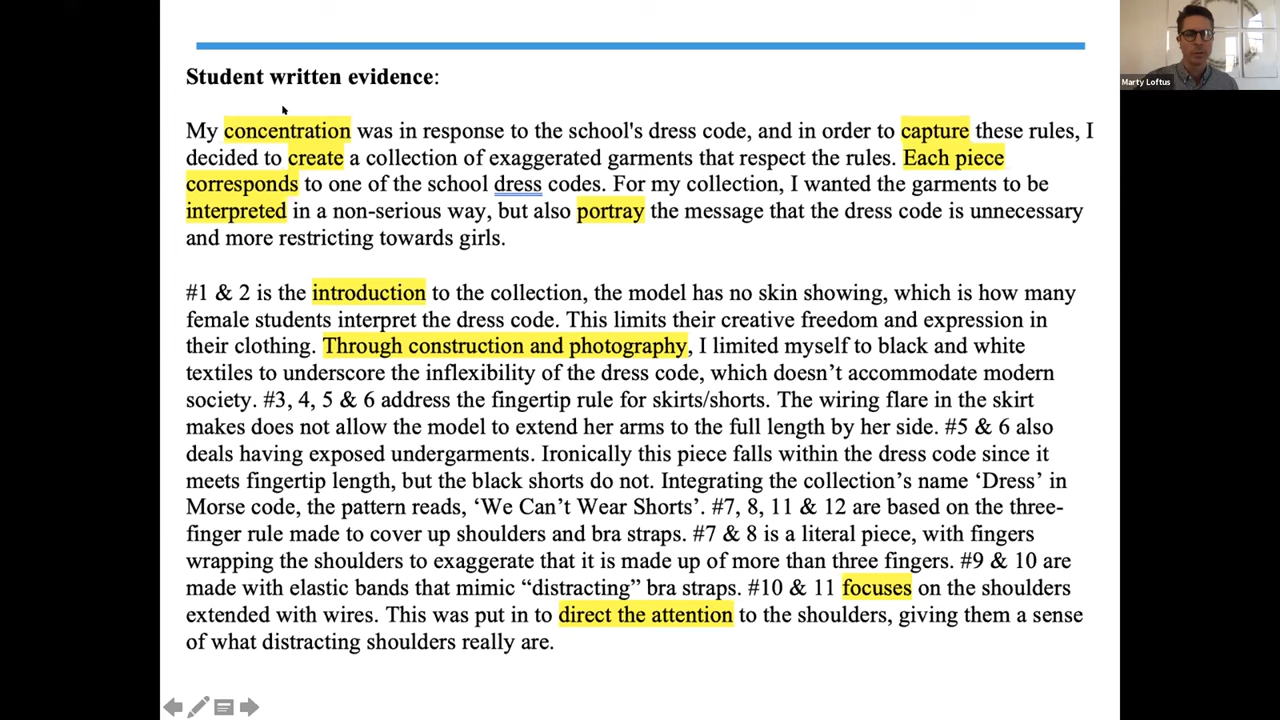 Student written evidence:
My concentration was in response to the school's dress code, and in order to capture these rules, I
decided to create a collection of exaggerated garments that respect the rules. Each piece
corresponds to one of the school dress codes. For my collection, I wanted the garments to be
interpreted in a non-serious way, but also portray the message that the dress code is unnecessary
and more restricting towards girls.
#1 & 2 is the introduction to the collection, the model has no skin showing, which is how many
female students interpret the dress code. This limits their creative freedom and expression in
their clothing. Through construction and photography, I limited myself to black and white
textiles to underscore the inflexibility of the dress code, which doesn’t accommodate modern
society. #3, 4, 5 & 6 address the fingertip rule for skirts/shorts. The wiring flare in the skirt
makes does not allow the model to extend her arms to the full length by her side. #5 & 6 also
deals having exposed undergarments. Ironically this piece falls within the dress code since it
meets fingertip length, but the black shorts do not. Integrating the collection’s name ‘Dress’ in
Morse code, the pattern reads, ‘We Can’t Wear Shorts’. #7, 8, 11 & 12 are based on the three-
finger rule made to cover up shoulders and bra straps. #7 & 8 is a literal piece, with fingers
wrapping the shoulders to exaggerate that it is made up of more than three fingers. #9 & 10 are
made with elastic bands that mimic “distracting” bra straps. #10 & 11 focuses on the shoulders
extended with wires. This was put in to direct the attention to the shoulders, giving them a sense
of what distracting shoulders really are.
Marty Loftus